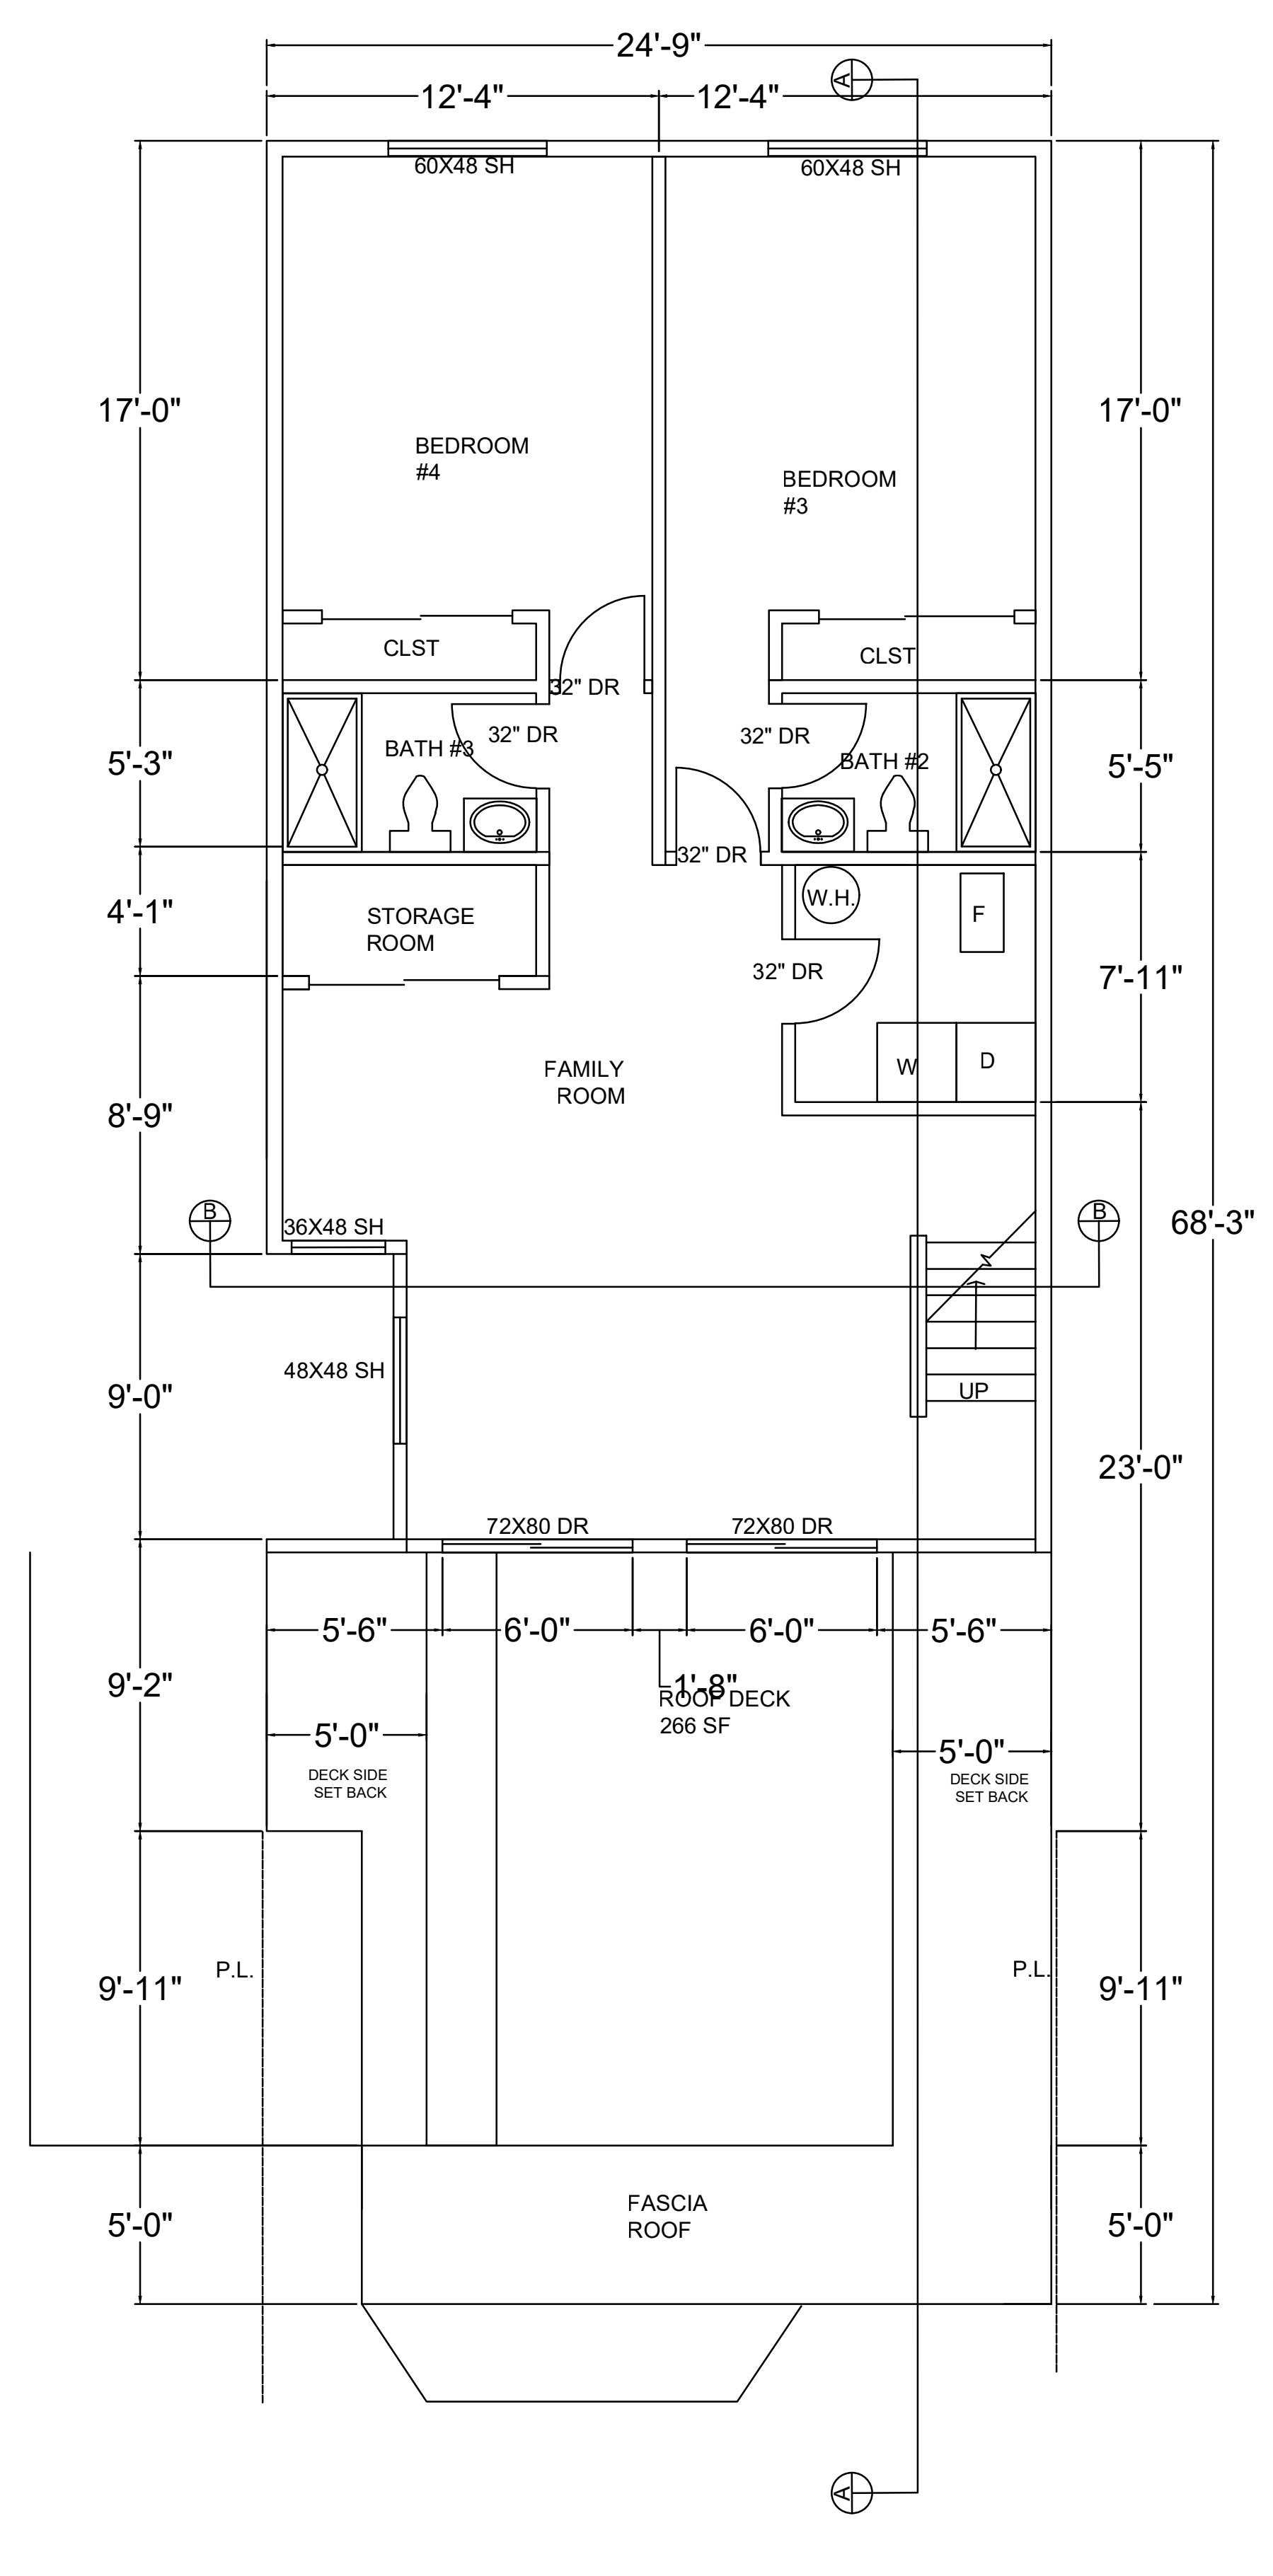 24'-9"
12'-4"
12'-4"
A
60X48 SH
60X48 SH
17'-0"
17'-0"
BEDROOM
#4
BEDROOM
#3
CLST
CLST
32" DR
32" DR
32" DR
BATH #3
BATH #2
5'-3"
5'-5"
32" DR
W.H.
F
4'-1"
STORAGE
ROOM
32" DR
7'-11"
FAMILY
ROOM
W
D
8'-9"
B
B
36X48 SH
68'-3"
48X48 SH
UP
9'-0"
23'-0"
72X80 DR
72X80 DR
5'-6"
6'-0"
6'-0"
5'-6"
1'-8"
9'-2"
ROOF DECK
266 SF
5'-0"
5'-0"
DECK SIDE
SET BACK
DECK SIDE
SET BACK
P.L.
P.L.
9'-11"
9'-11"
FASCIA
ROOF
5'-0"
5'-0"
A